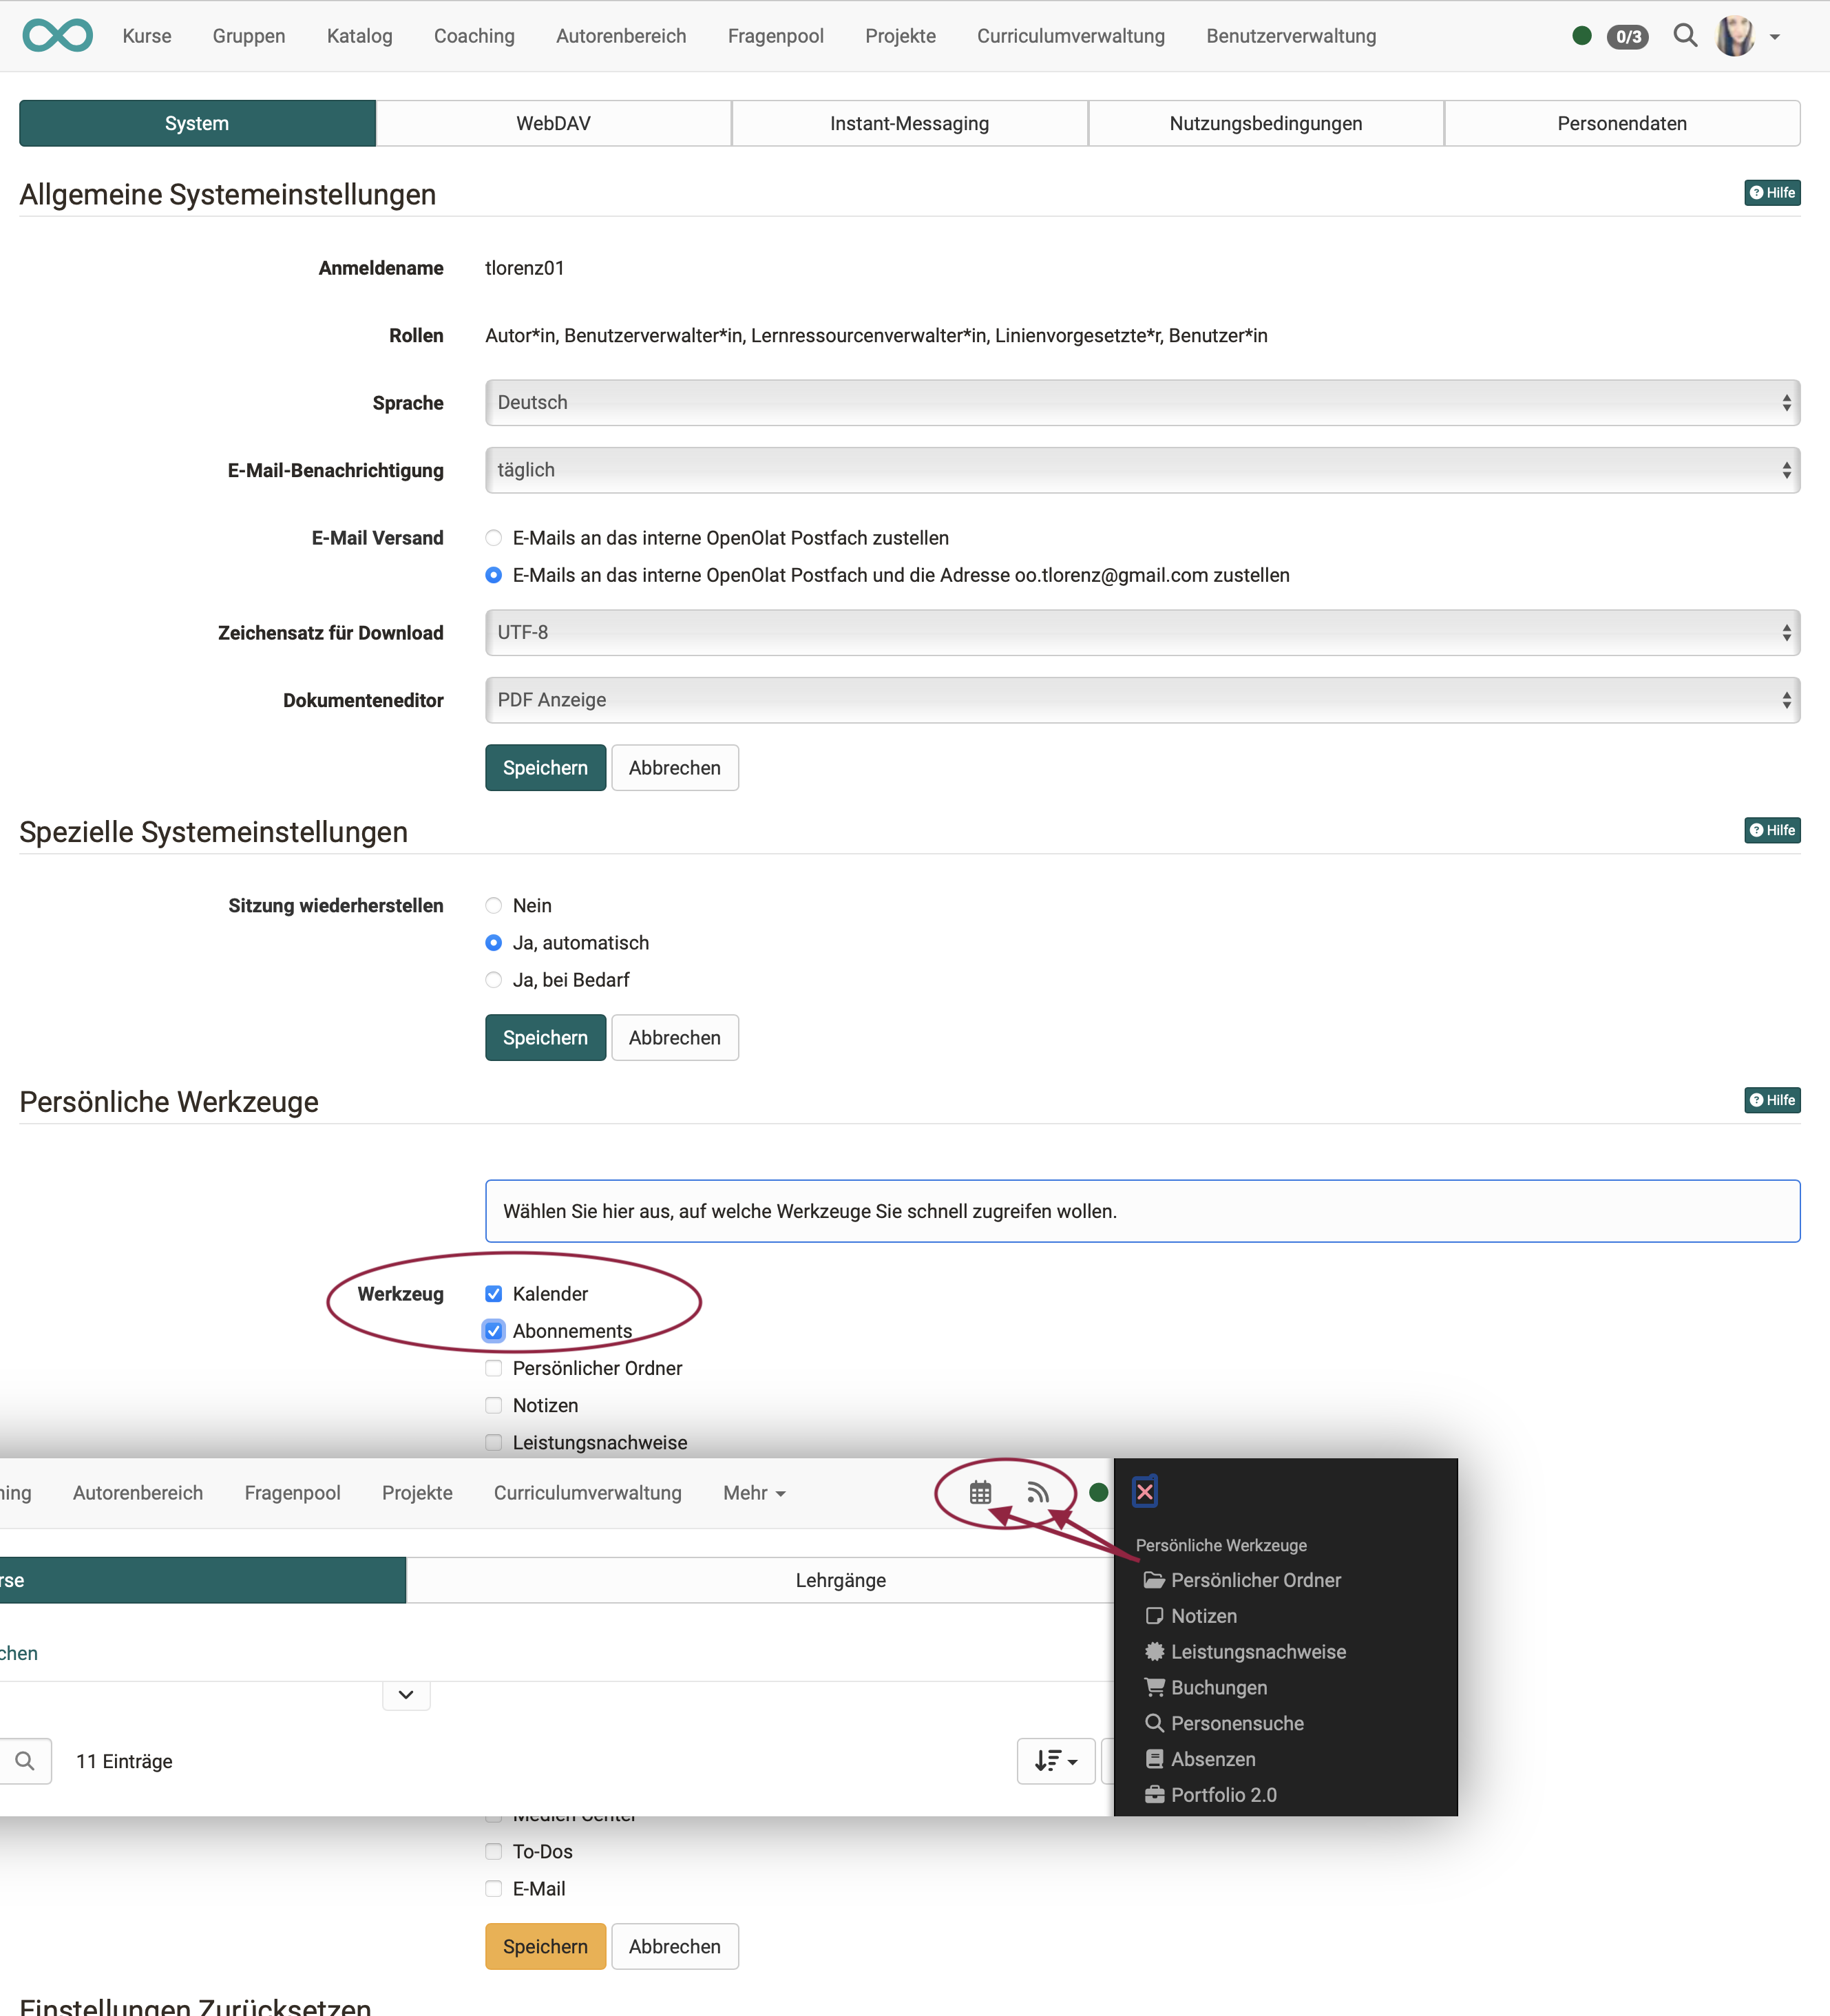 Kurse Gruppen Katalog Coaching Autorenbereich Fragenpool Projekte Curriculumverwaltung Benutzerverwaltung 0/3
System WebDAV Instant-Messaging Nutzungsbedingungen Personendaten
Allgemeine Systemeinstellungen Hilfe
Anmeldename tlorenz01
Rollen Autor*in, Benutzerverwalter*in, Lernressourcenverwalter*in, Linienvorgesetzte*r, Benutzer*in
Sprache Deutsch
E-Mail-Benachrichtigung täglich
E-Mail Versand E-Mails an das interne OpenOlat Postfach zustellen
E-Mails an das interne OpenOlat Postfach und die Adresse oo.tlorenz@gmail.com zustellen
Zeichensatz für Download UTF-8
Dokumenteneditor PDF Anzeige
Speichern Abbrechen
Spezielle Systemeinstellungen Hilfe
Sitzung wiederherstellen Nein
Ja, automatisch
Ja, bei Bedarf
Speichern Abbrechen
Persönliche Werkzeuge Hilfe
Wählen Sie hier aus, auf welche Werkzeuge Sie schnell zugreifen wollen.
Werkzeug Kalender
Abonnements
Persönlicher Ordner
Notizen
Leistungsnachweise
ning Autorenbereich Fragenpool Projekte Curriculumverwaltung Mehr
Persönliche Werkzeuge
rse Lehrgänge Persönlicher Ordner
Notizen
chen Leistungsnachweise
Buchungen
Personensuche
11 Einträge Absenzen
Portfolio 2.0
Medien Center
To-Dos
E-Mail
Speichern Abbrechen
Einstellungen Zurücksetzen